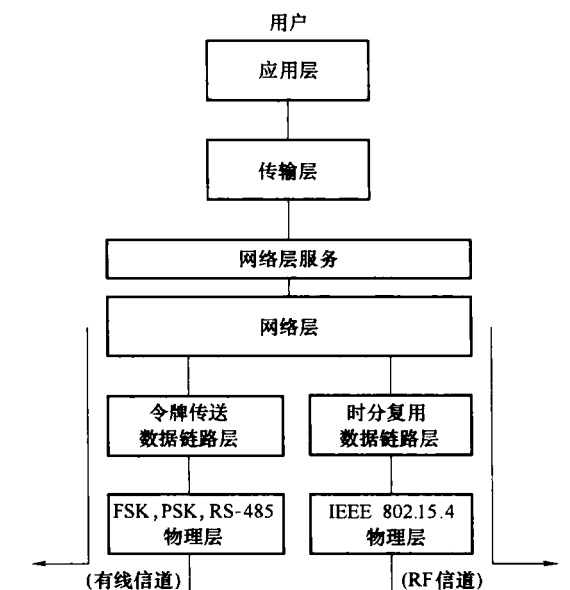 用户
应用层
传输层
网络层服务
网络层
令牌传送
数据链路层
时分复用
数据链路层
FSK,PSK,RS-485
物理层
IEEE 802.15.4
物理层
(有线信道)
(RF信道)